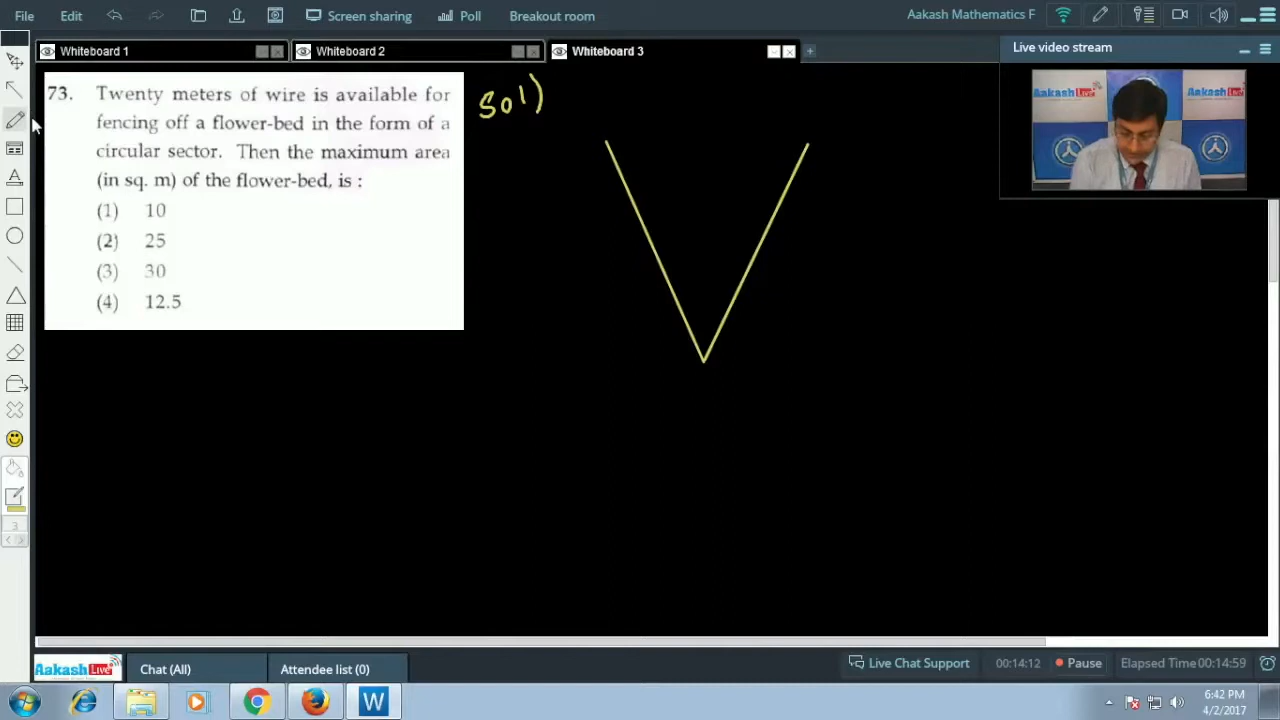 File Edit Screen sharing Poll Breakout room Aakash Mathematics F
Whiteboard 1 Whiteboard 2 Whiteboard 3 Live video stream
73. Twenty meters of wire is available for
fencing off a flower-bed in the form of a
circular sector. Then the maximum area
(in sq. m) of the flower-bed, is :
(1) 10
(2) 25
(3) 30
(4) 12.5
Sol)
AakashLive AakashLive
3
AakashLive Chat (All) Attendee list (0) Live Chat Support 00:14:12 Pause Elapsed Time 00:14:59
6:42 PM
4/2/2017